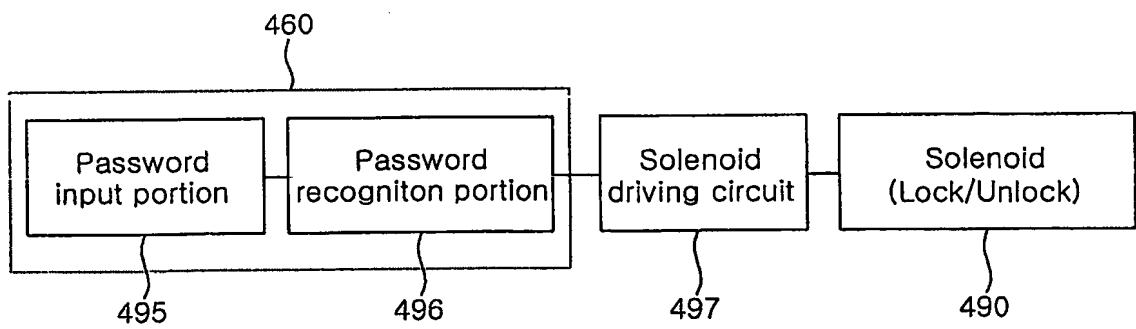 460
Password
input portion
Password
recogniton portion
Solenoid
driving circuit
Solenoid
(Lock/Unlock)
495
496
497
490